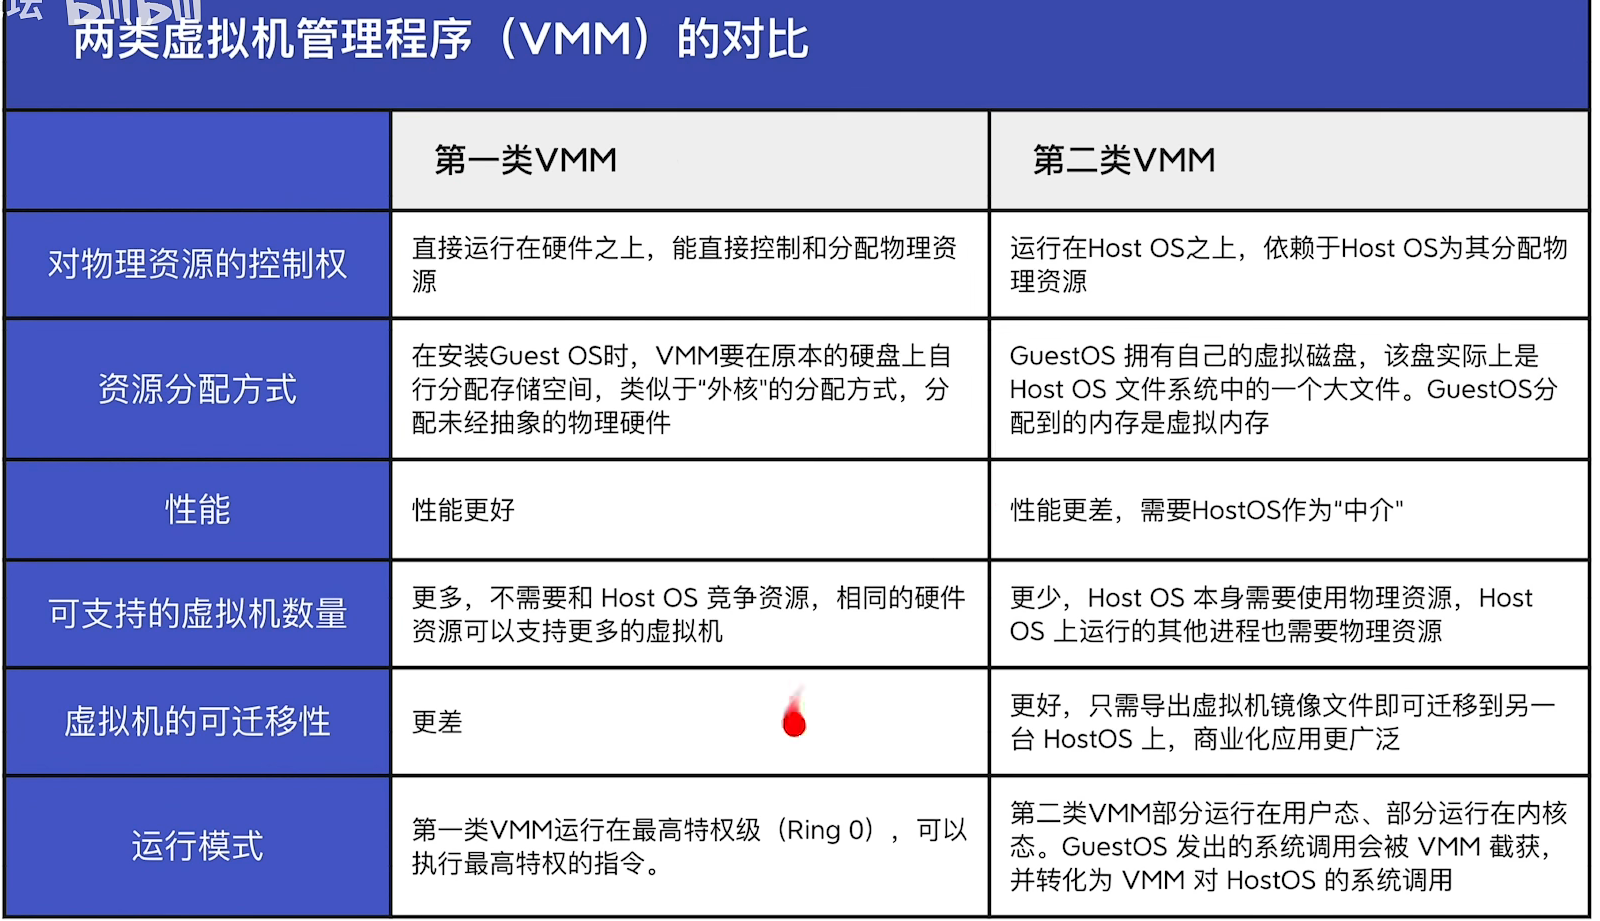 坛 bilibili
两类虚拟机管理程序（VMM）的对比
第一类VMM
第二类VMM
对物理资源的控制权
直接运行在硬件之上，能直接控制和分配物理资
源
运行在Host OS之上，依赖于Host OS为其分配物
理资源
资源分配方式
在安装Guest OS时，VMM要在原本的硬盘上自
行分配存储空间，类似于“外核”的分配方式，分
配未经抽象的物理硬件
GuestOS 拥有自己的虚拟磁盘，该盘实际上是
Host OS 文件系统中的一个大文件。GuestOS分
配到的内存是虚拟内存
性能
性能更好
性能更差，需要HostOS作为“中介”
可支持的虚拟机数量
更多，不需要和 Host OS 竞争资源，相同的硬件
资源可以支持更多的虚拟机
更少，Host OS 本身需要使用物理资源，Host
OS 上运行的其他进程也需要物理资源
虚拟机的可迁移性
更差
更好，只需导出虚拟机镜像文件即可迁移到另一
台 HostOS 上，商业化应用更广泛
运行模式
第一类VMM运行在最高特权级（Ring 0），可以
执行最高特权的指令。
第二类VMM部分运行在用户态、部分运行在内核
态。GuestOS 发出的系统调用会被 VMM 截获，
并转化为 VMM 对 HostOS 的系统调用